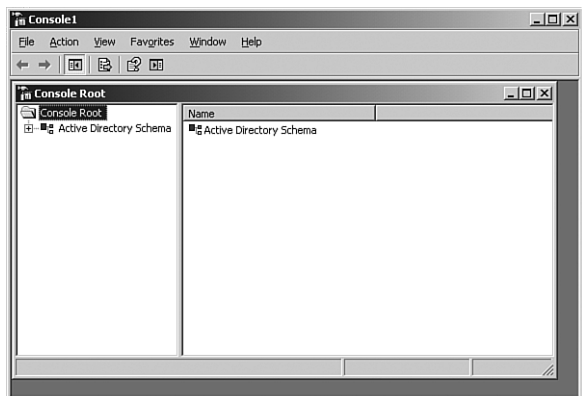 Console1
File Action View Favorites Window Help
Console Root
Console Root
Active Directory Schema
Name
Active Directory Schema